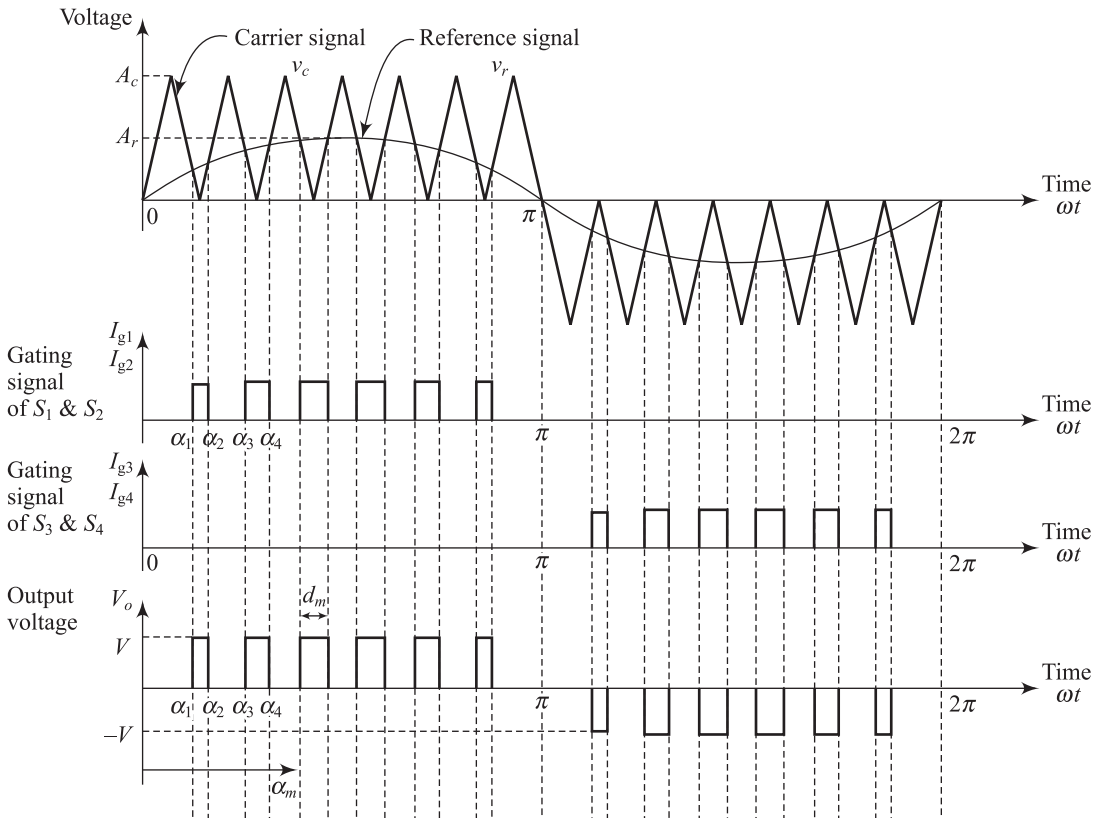 Voltage
Carrier signal
Reference signal
v_c
v_r
A_c
A_r
0
π
Time
ωt
I_g1
I_g2
Gating
signal
of S_1 & S_2
α_1 α_2 α_3 α_4
π
2π
Time
ωt
I_g3
I_g4
Gating
signal
of S_3 & S_4
0
π
2π
Time
ωt
Output
voltage
V_o
d_m
V
α_1 α_2 α_3 α_4
π
2π
Time
ωt
–V
α_m